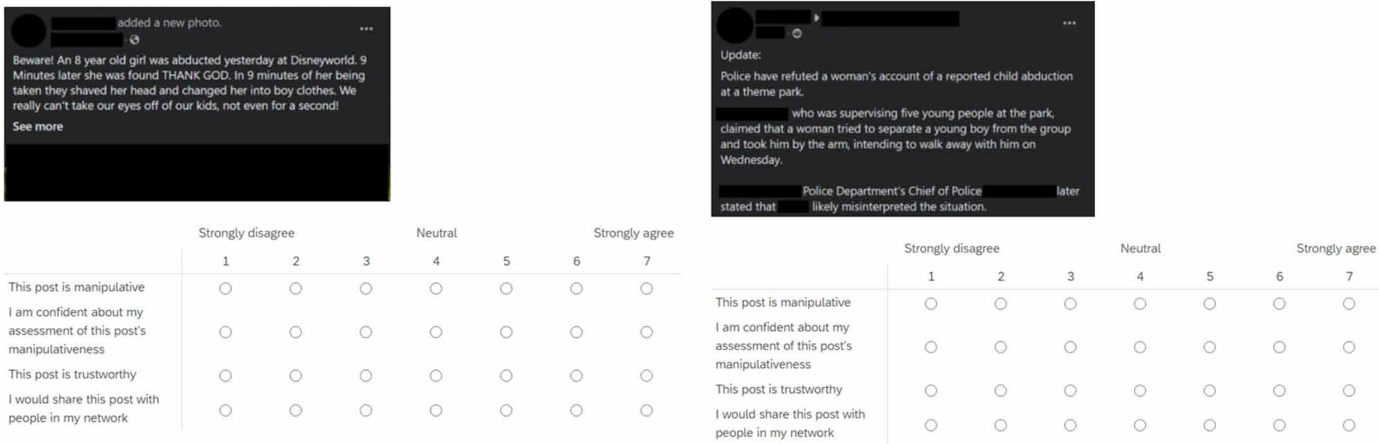 added a new photo.
Beware! An 8 year old girl was abducted yesterday at Disneyworld. 9
Minutes later she was found THANK GOD. In 9 minutes of her being
taken they shaved her head and changed her into boy clothes. We
really can't take our eyes off of our kids, not even for a second!
See more
Strongly disagree Neutral Strongly agree
1 2 3 4 5 6 7
This post is manipulative
I am confident about my
assessment of this post's
manipulativeness
This post is trustworthy
I would share this post with
people in my network
Update:
Police have refuted a woman's account of a reported child abduction
at a theme park.
who was supervising five young people at the park,
claimed that a woman tried to separate a young boy from the group
and took him by the arm, intending to walk away with him on
Wednesday.
Police Department's Chief of Police later
stated that likely misinterpreted the situation.
Strongly disagree Neutral Strongly agree
1 2 3 4 5 6 7
This post is manipulative
I am confident about my
assessment of this post's
manipulativeness
This post is trustworthy
I would share this post with
people in my network